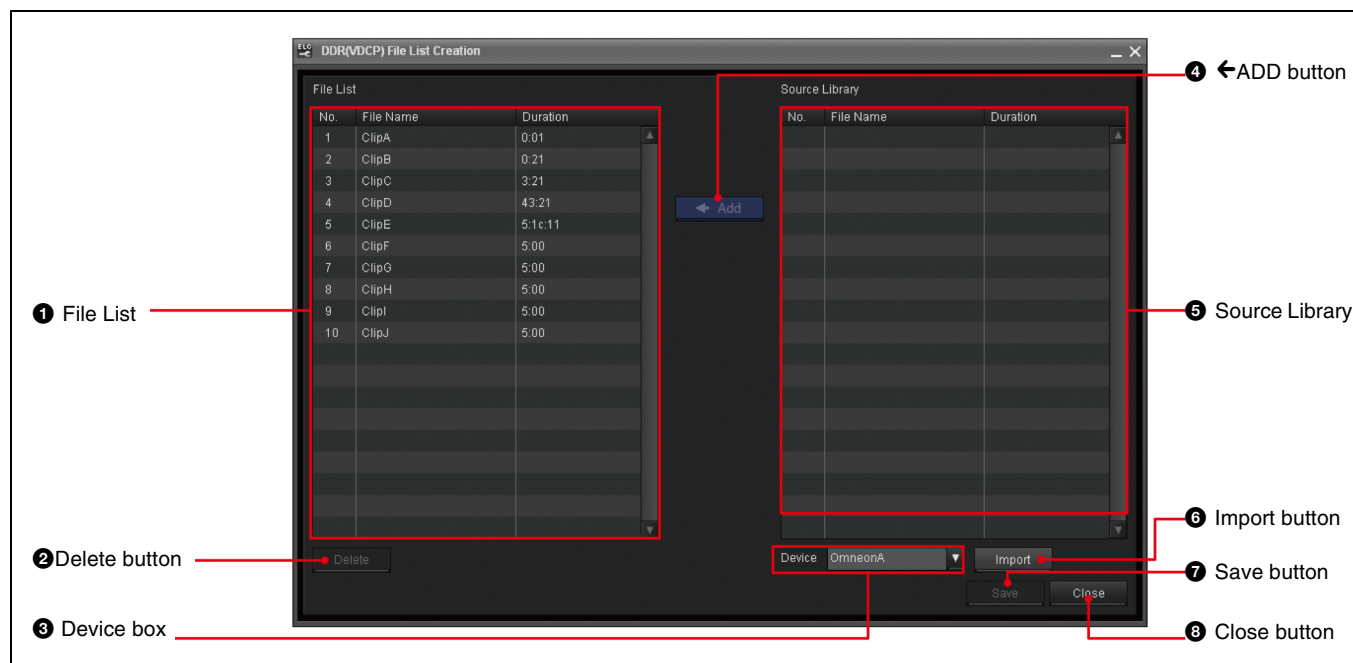 ELC DDR(VDCP) File List Creation
File List
No. File Name Duration
1 ClipA 0:01
2 ClipB 0:21
3 ClipC 3:21
4 ClipD 43:21
5 ClipE 5:1c:11
6 ClipF 5:00
7 ClipG 5:00
8 ClipH 5:00
9 ClipI 5:00
10 ClipJ 5:00
Delete
← Add
Source Library
No. File Name Duration
Device OmneonA Import
Save Close
❶ File List
❷Delete button
❸ Device box
❹ ←ADD button
❺ Source Library
❻ Import button
❼ Save button
❽ Close button